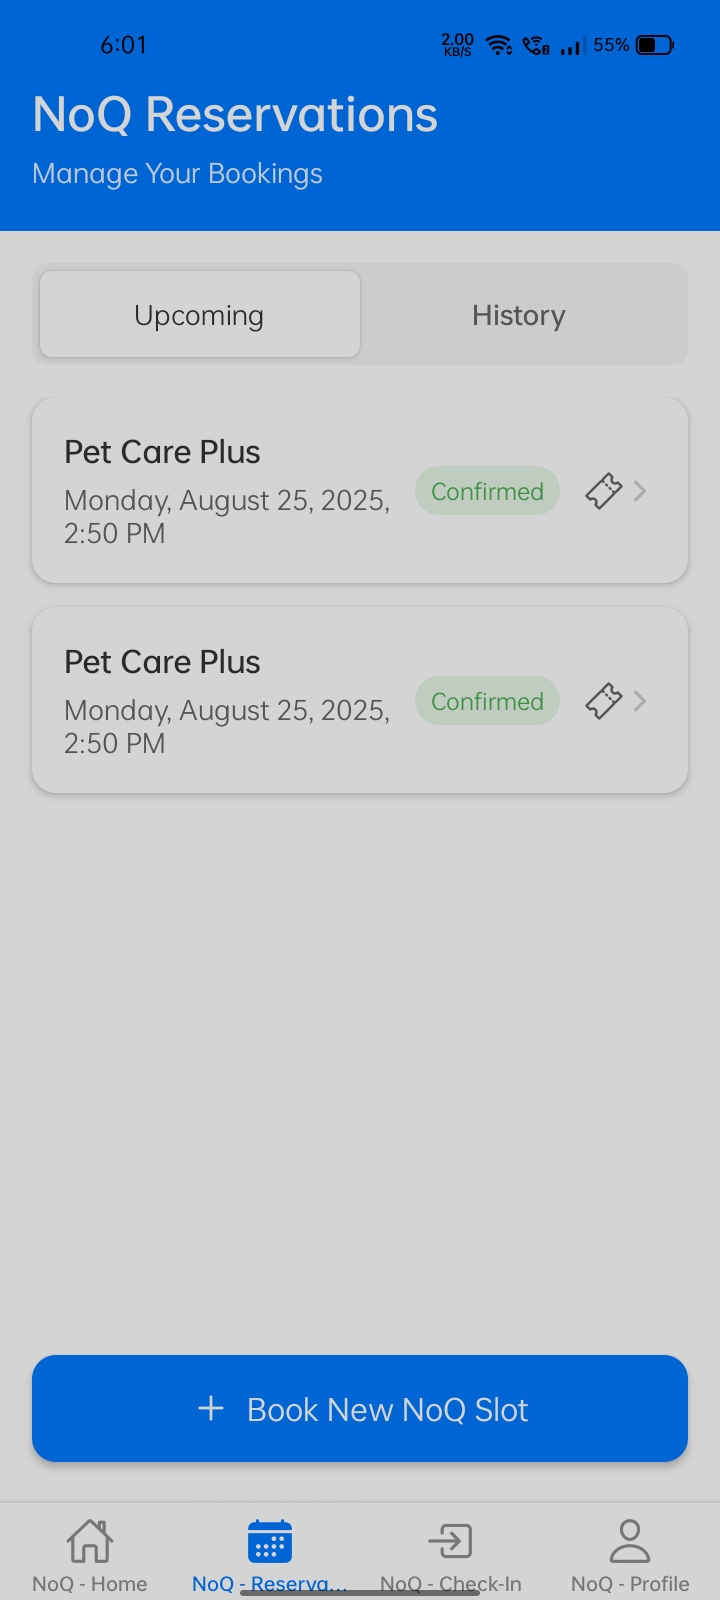 6:01
2.00
KB/S
55%
NoQ Reservations
Manage Your Bookings
Upcoming
History
Pet Care Plus
Monday, August 25, 2025,
2:50 PM
Confirmed
Pet Care Plus
Monday, August 25, 2025,
2:50 PM
Confirmed
+ Book New NoQ Slot
NoQ - Home
NoQ - Reserva...
NoQ - Check-In
NoQ - Profile